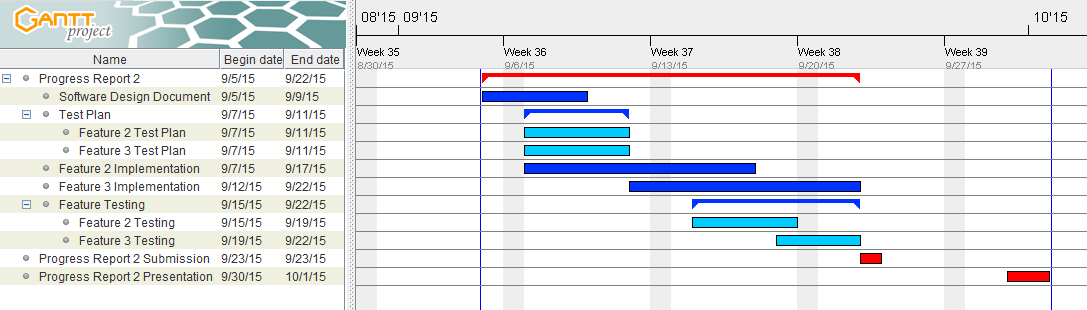 GANTT
project
08'15 09'15 10'15
Week 35 Week 36 Week 37 Week 38 Week 39
8/30/15 9/6/15 9/13/15 9/20/15 9/27/15
Name Begin date End date
Progress Report 2 9/5/15 9/22/15
Software Design Document 9/5/15 9/9/15
Test Plan 9/7/15 9/11/15
Feature 2 Test Plan 9/7/15 9/11/15
Feature 3 Test Plan 9/7/15 9/11/15
Feature 2 Implementation 9/7/15 9/17/15
Feature 3 Implementation 9/12/15 9/22/15
Feature Testing 9/15/15 9/22/15
Feature 2 Testing 9/15/15 9/19/15
Feature 3 Testing 9/19/15 9/22/15
Progress Report 2 Submission 9/23/15 9/23/15
Progress Report 2 Presentation 9/30/15 10/1/15